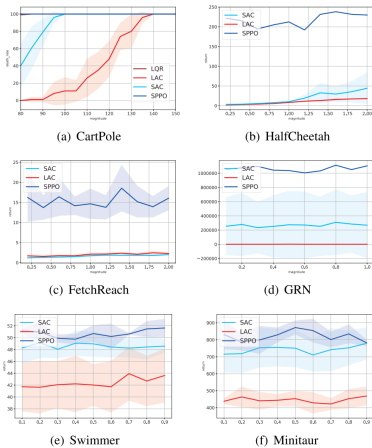 100
80
60
40
20
0
death_rate
LQR
LAC
SAC
SPPO
80 90 100 110 120 130 140 150
magnitude
(a) CartPole
250
200
150
100
50
0
return
SAC
LAC
SPPO
0.25 0.50 0.75 1.00 1.25 1.50 1.75 2.00
magnitude
(b) HalfCheetah
25
20
15
10
5
0
return
SAC
LAC
SPPO
0.25 0.50 0.75 1.00 1.25 1.50 1.75 2.00
magnitude
(c) FetchReach
1000000
800000
600000
400000
200000
0
−200000
return
SAC
LAC
SPPO
0.2 0.4 0.6 0.8 1.0
magnitude
(d) GRN
52
50
48
46
44
42
40
38
36
return
SAC
LAC
SPPO
0.1 0.2 0.3 0.4 0.5 0.6 0.7 0.8 0.9
magnitude
(e) Swimmer
900
800
700
600
500
400
return
SAC
LAC
SPPO
0.1 0.2 0.3 0.4 0.5 0.6 0.7 0.8 0.9
magnitude
(f) Minitaur